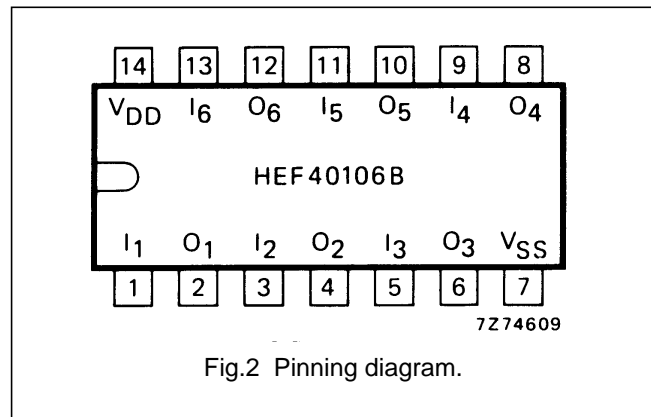 14 13 12 11 10 9 8
VDD I6 O6 I5 O5 I4 O4
HEF40106B
I1 O1 I2 O2 I3 O3 VSS
1 2 3 4 5 6 7
7Z74609
Fig.2 Pinning diagram.